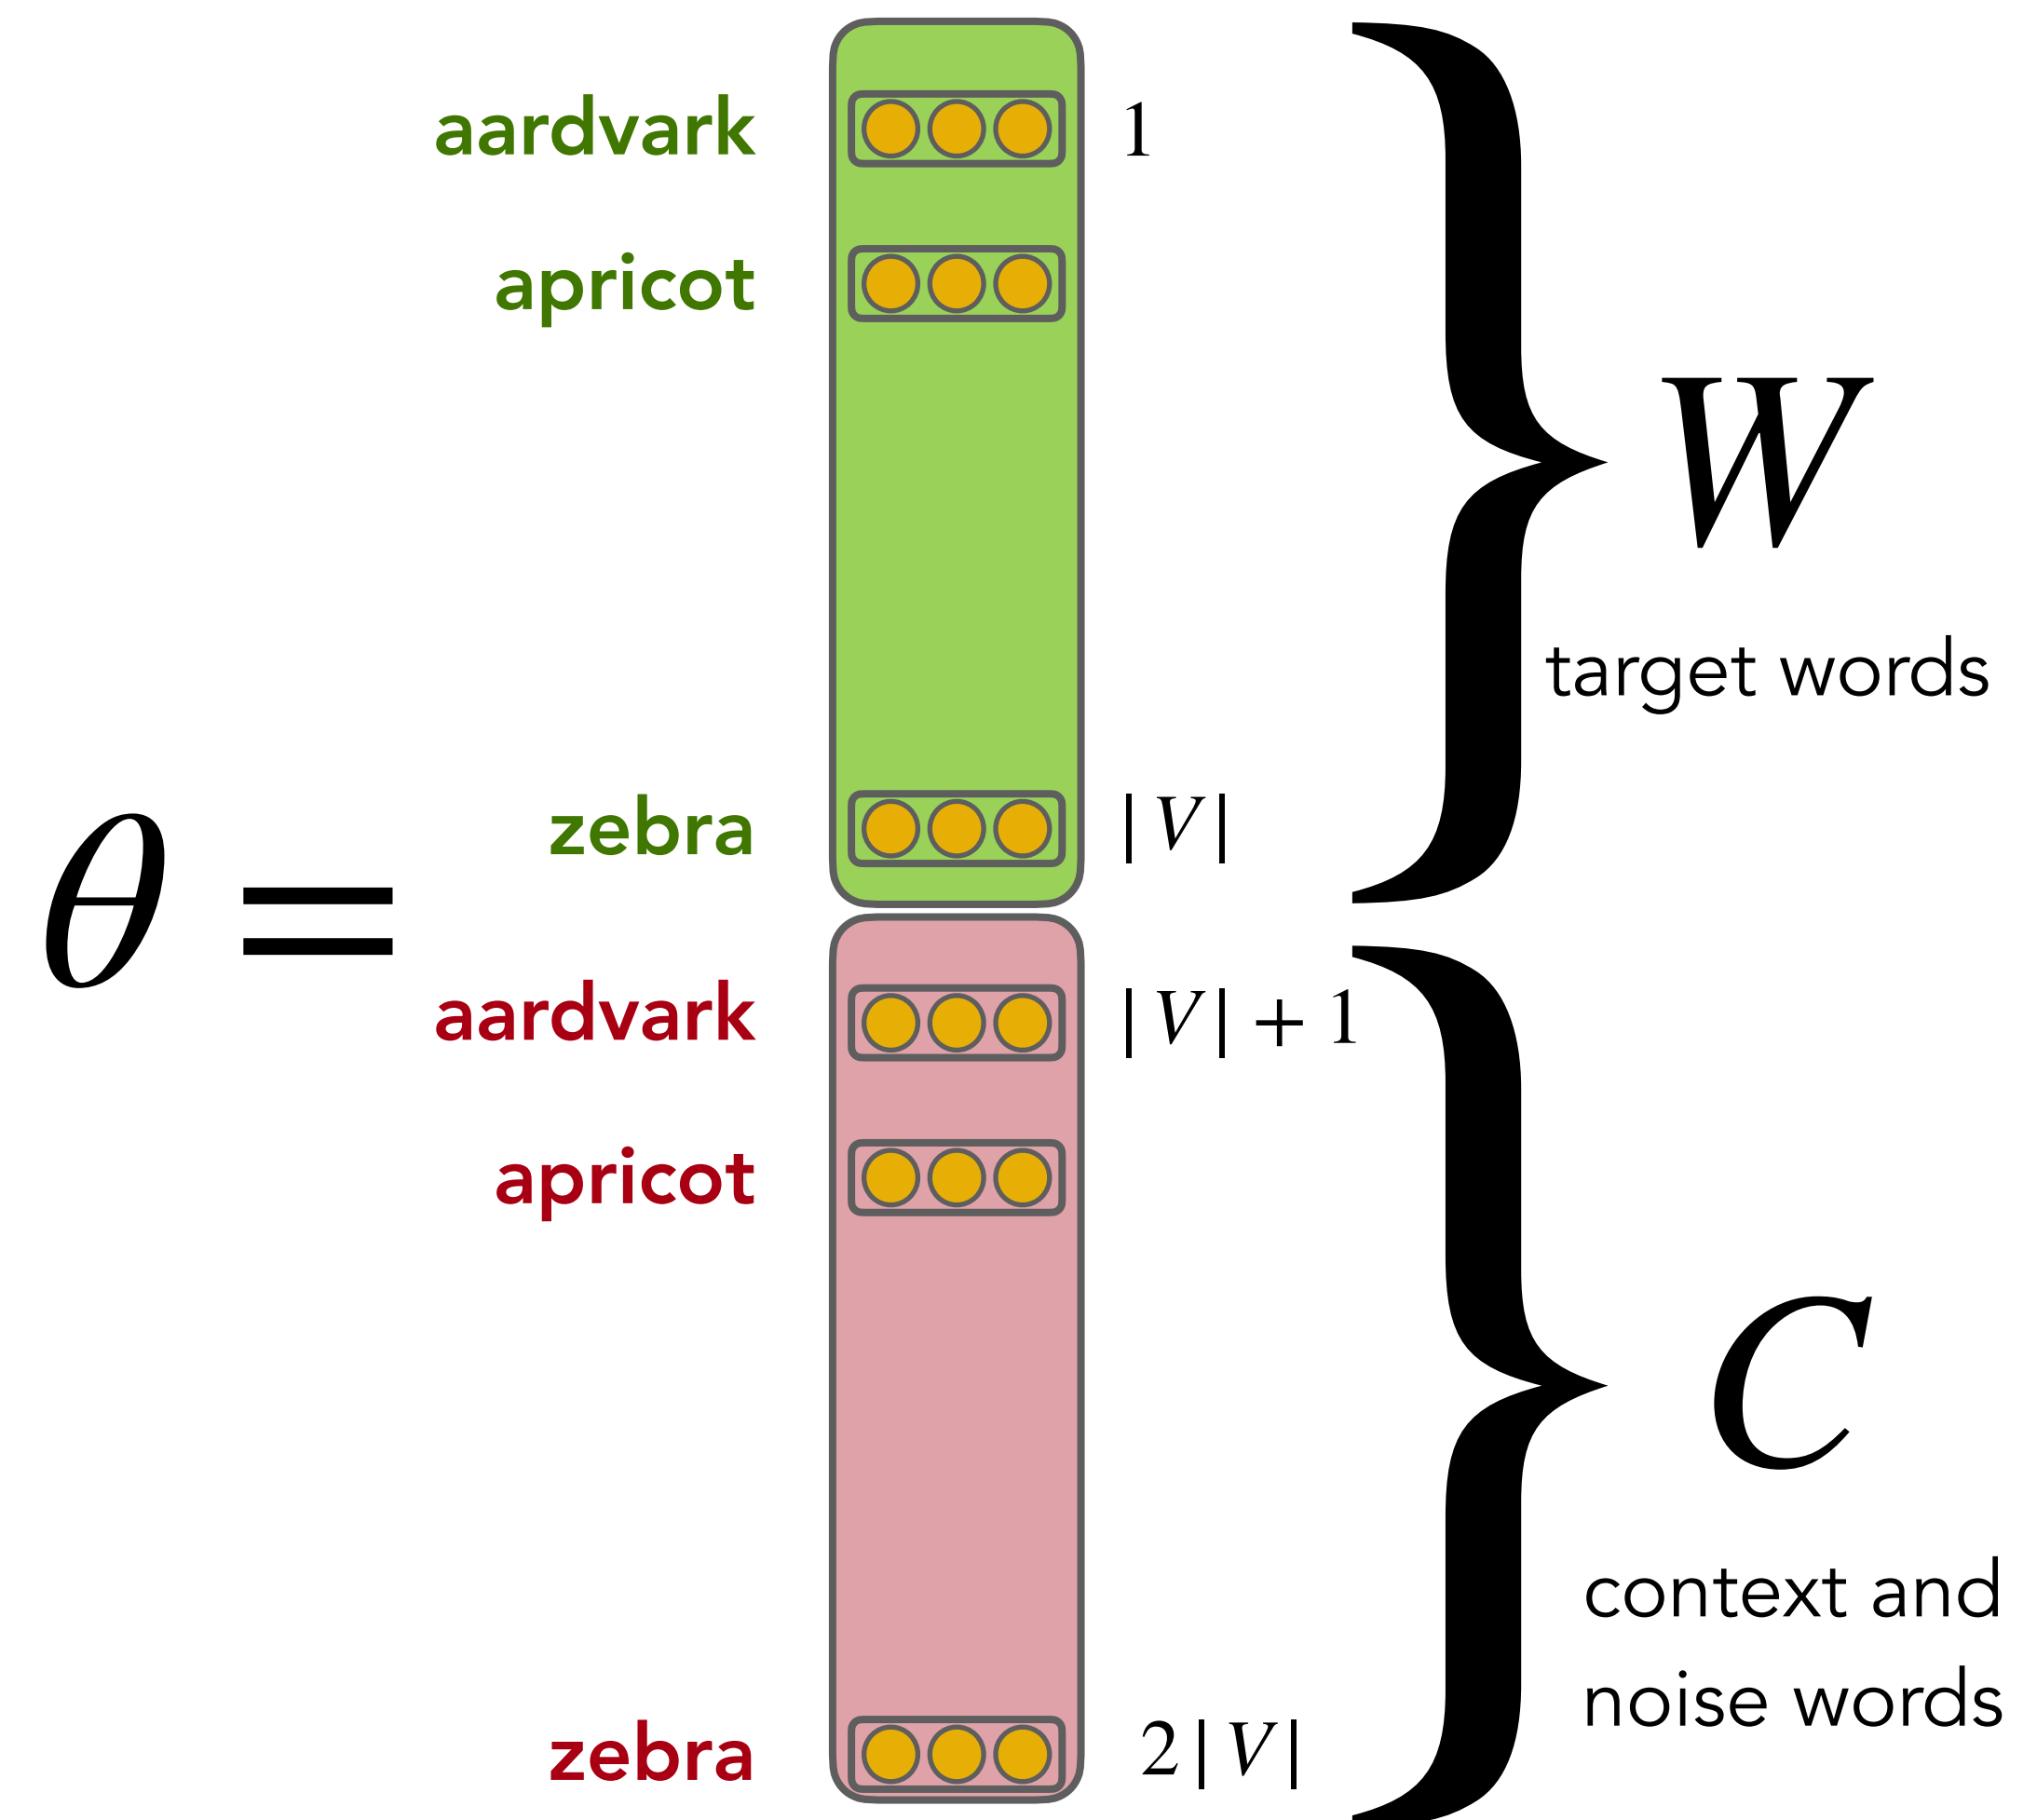 aardvark 1
apricot
W
target words
zebra |V|
θ =
aardvark |V| + 1
apricot
C
context and
noise words
zebra 2|V|